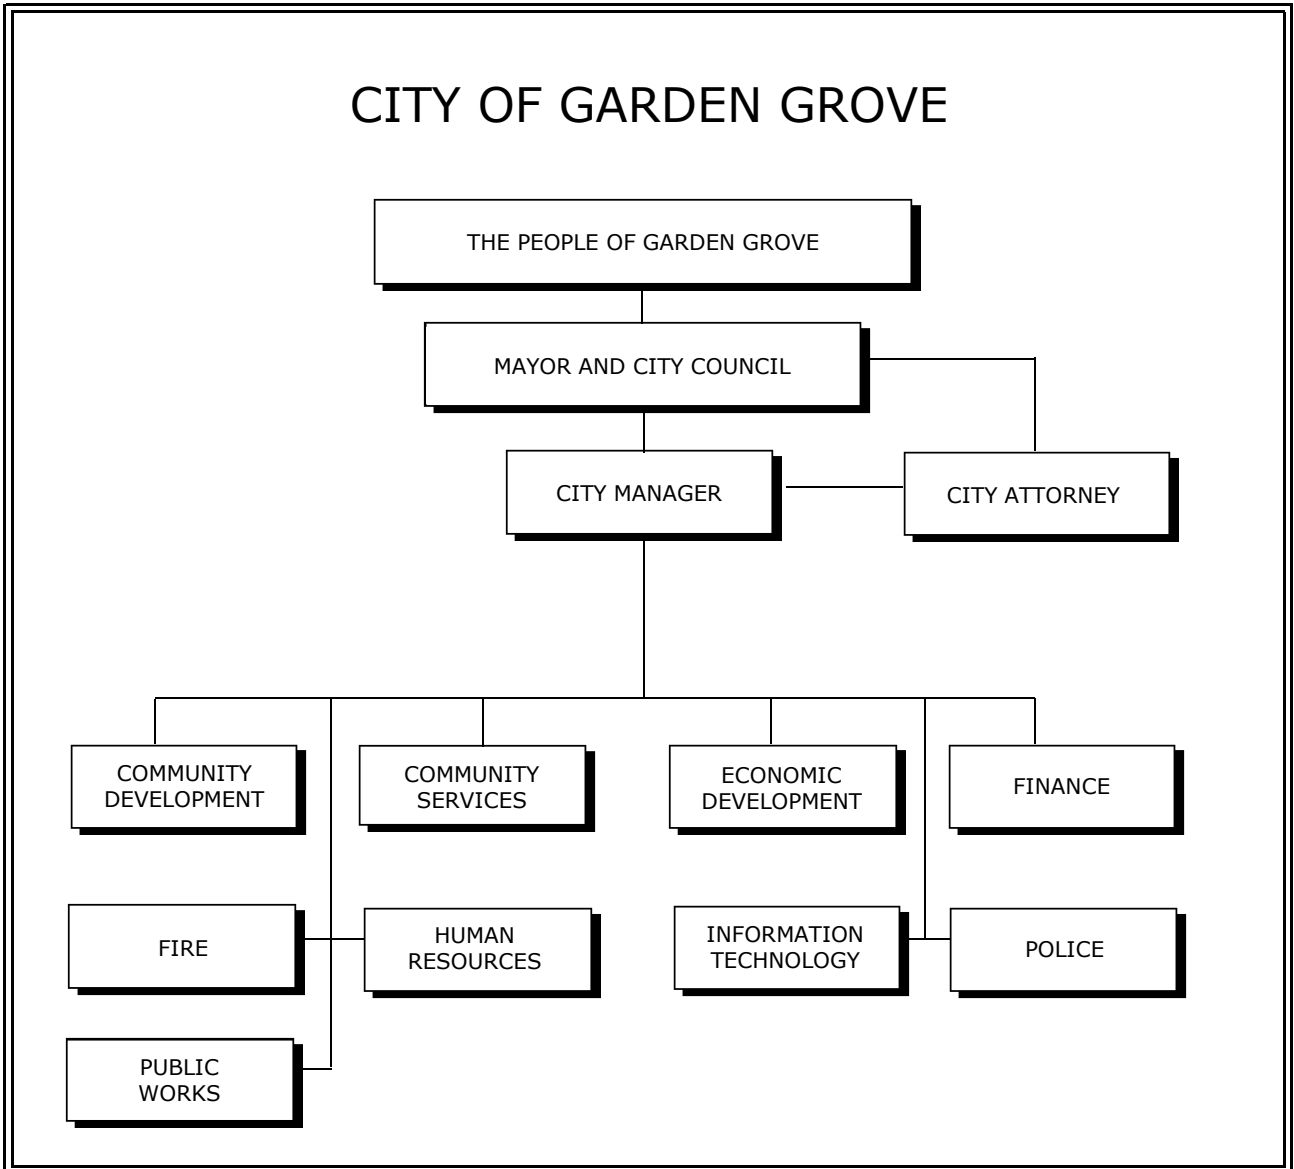 CITY OF GARDEN GROVE
THE PEOPLE OF GARDEN GROVE
MAYOR AND CITY COUNCIL
CITY MANAGER
CITY ATTORNEY
COMMUNITY
DEVELOPMENT
COMMUNITY
SERVICES
ECONOMIC
DEVELOPMENT
FINANCE
FIRE
HUMAN
RESOURCES
INFORMATION
TECHNOLOGY
POLICE
PUBLIC
WORKS